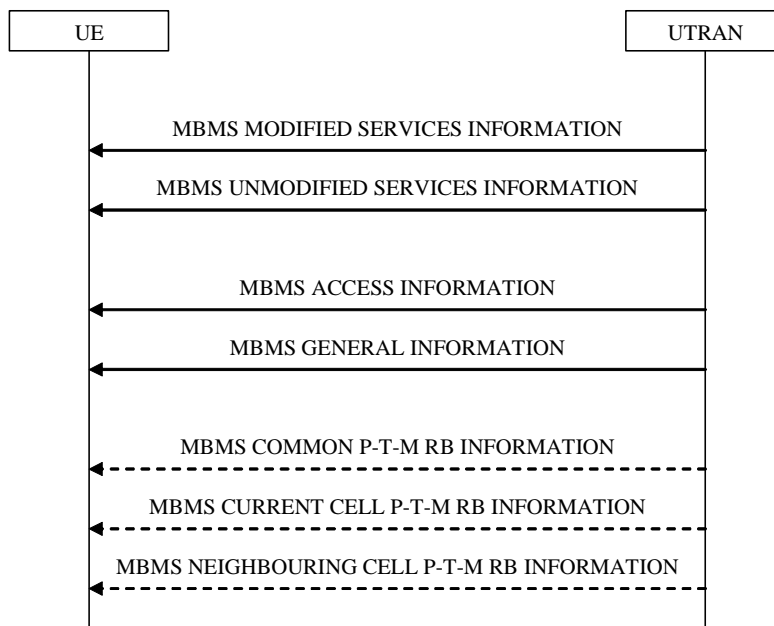 UE
UTRAN
MBMS MODIFIED SERVICES INFORMATION
MBMS UNMODIFIED SERVICES INFORMATION
MBMS ACCESS INFORMATION
MBMS GENERAL INFORMATION
MBMS COMMON P-T-M RB INFORMATION
MBMS CURRENT CELL P-T-M RB INFORMATION
MBMS NEIGHBOURING CELL P-T-M RB INFORMATION